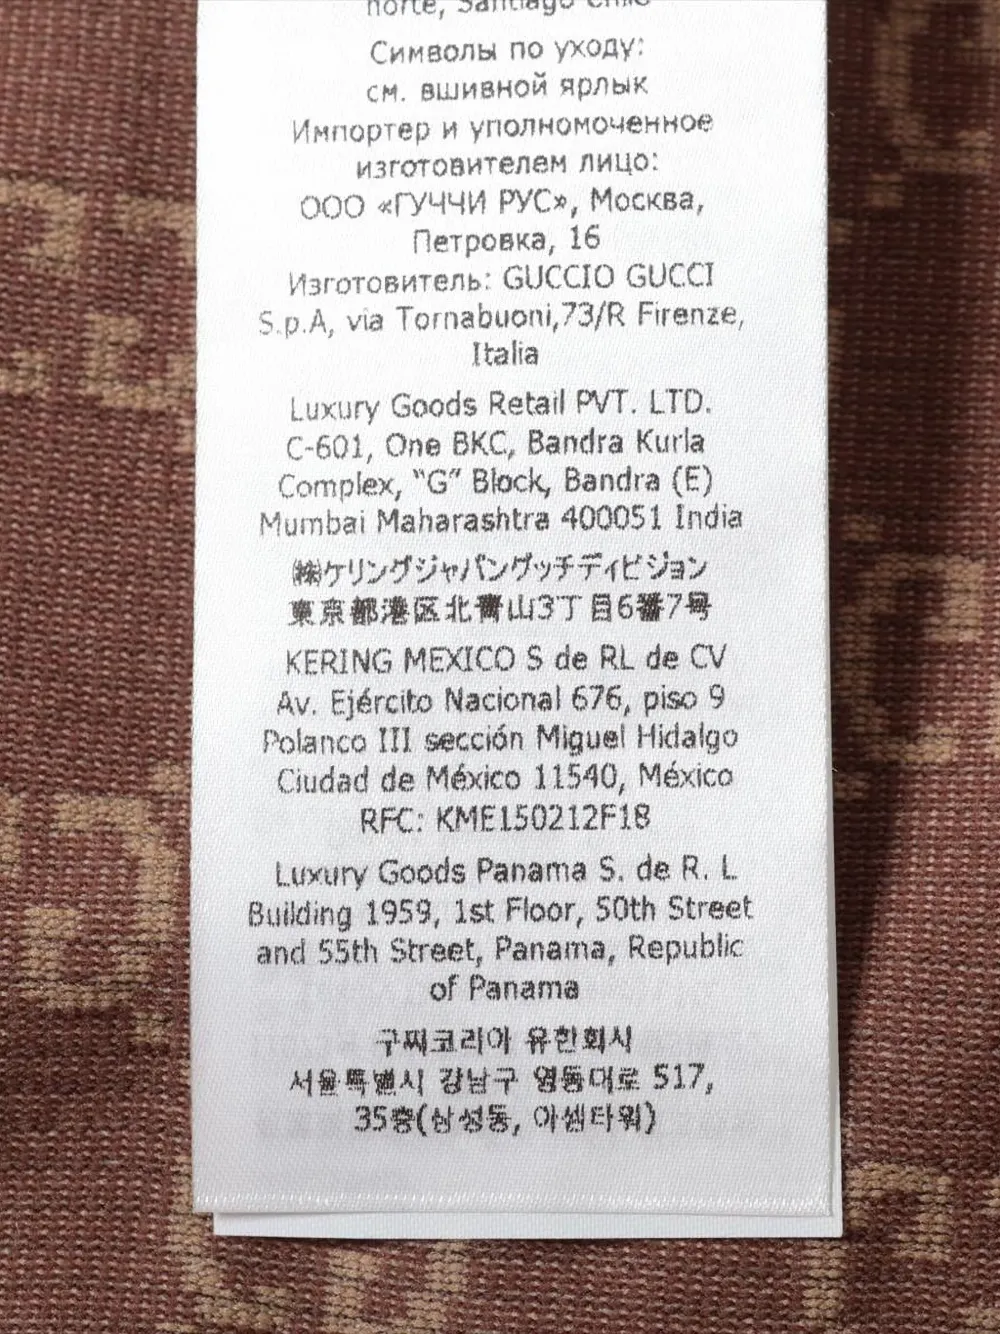 norte, Santiago Chile
Символы по уходу:
см. вшивной ярлык
Импортер и уполномоченное
изготовителем лицо:
ООО «ГУЧЧИ РУС», Москва,
Петровка, 16
Изготовитель: GUCCIO GUCCI
S.p.A, via Tornabuoni,73/R Firenze,
Italia
Luxury Goods Retail PVT. LTD.
C-601, One BKC, Bandra Kurla
Complex, “G” Block, Bandra (E)
Mumbai Maharashtra 400051 India
㈱ケリングジャパングッチディビジョン
東京都港区北青山3丁目6番7号
KERING MEXICO S de RL de CV
Av. Ejército Nacional 676, piso 9
Polanco III sección Miguel Hidalgo
Ciudad de México 11540, México
RFC: KME150212F18
Luxury Goods Panama S. de R. L
Building 1959, 1st Floor, 50th Street
and 55th Street, Panama, Republic
of Panama
구찌코리아 유한회사
서울특별시 강남구 영동대로 517,
35층(삼성동, 아셈타워)